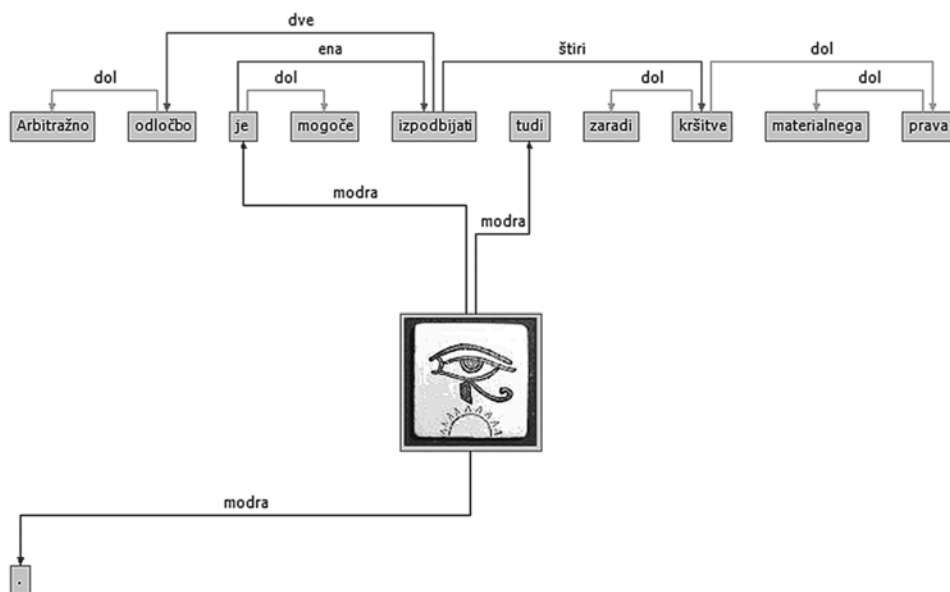 dve
ena
štiri
dol
dol
dol
dol
dol
Arbitražno odločbo je mogoče izpodbijati tudi zaradi kršitve materialnega prava
modra
modra
modra
.